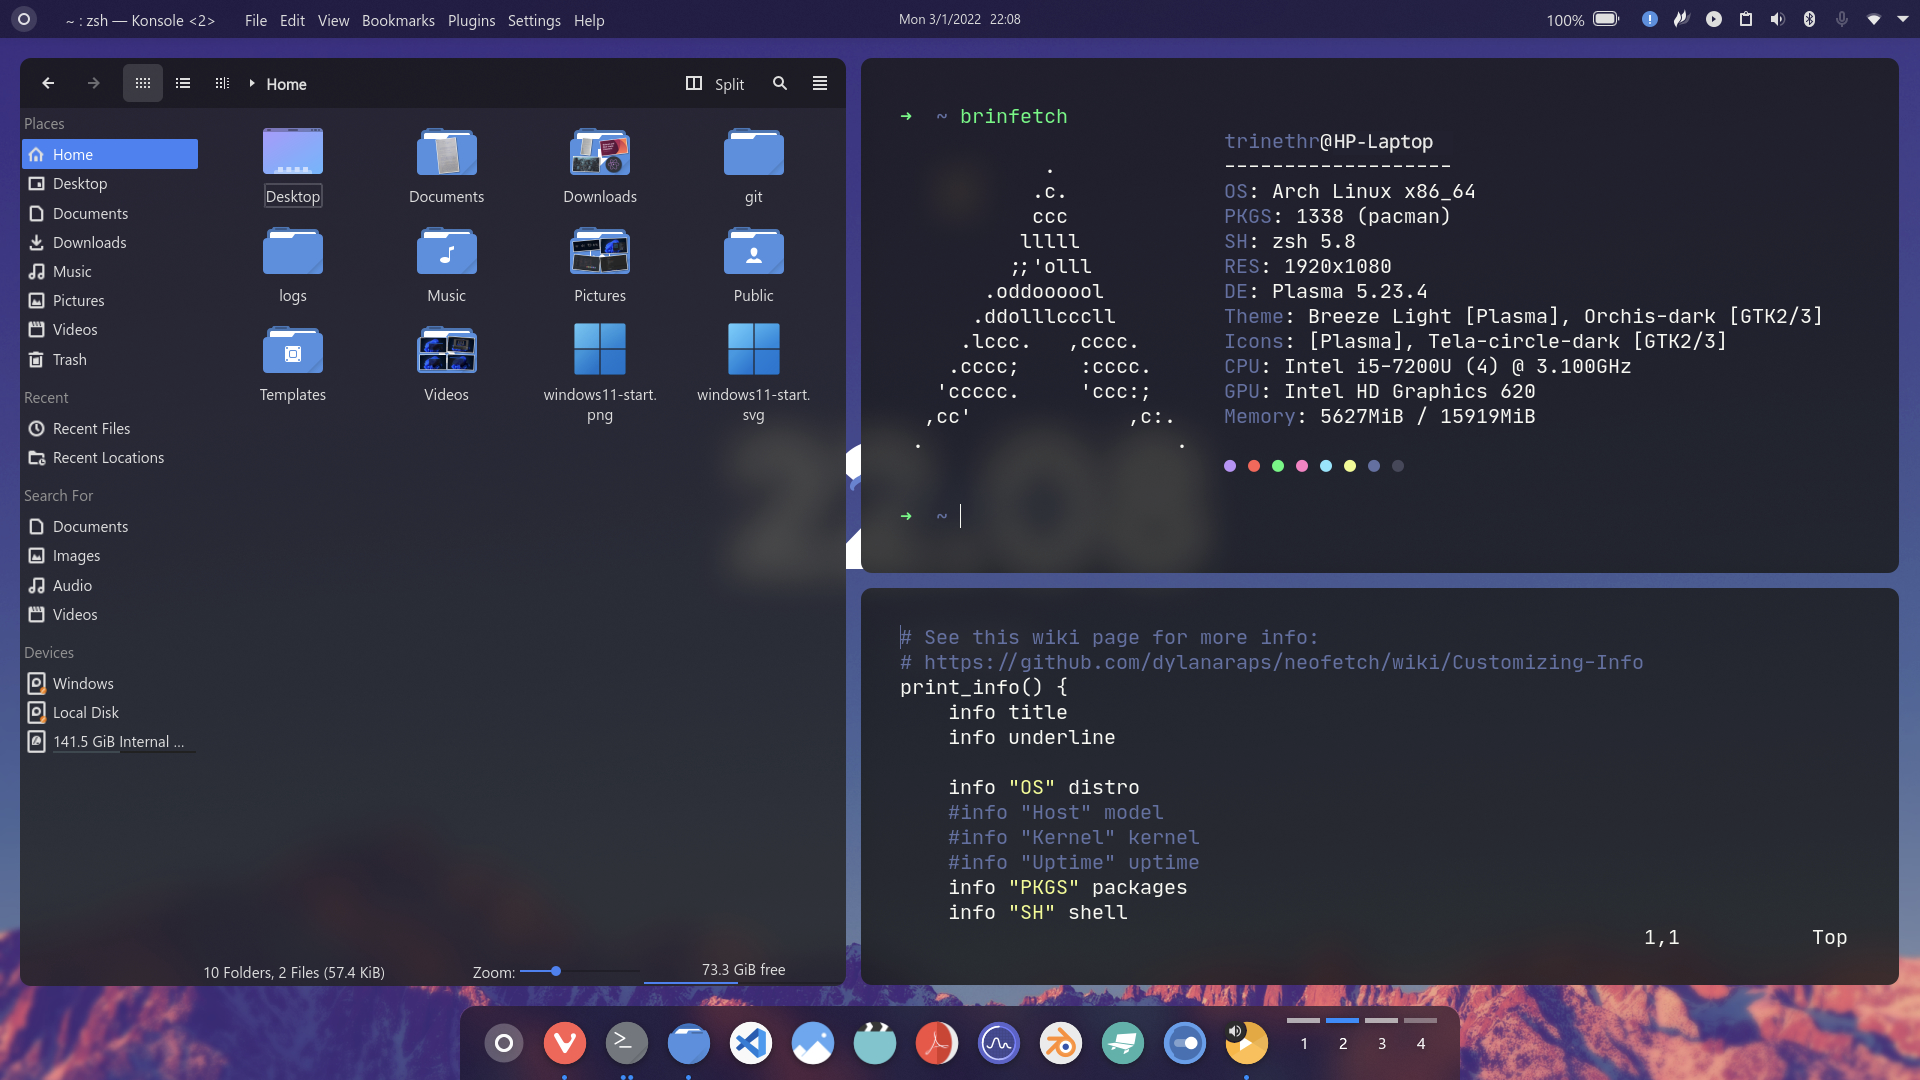 ~ : zsh — Konsole <2>
File Edit View Bookmarks Plugins Settings Help
Mon 3/1/2022 22:08
100%
Home
Split
Places
Home
Desktop
Documents
Downloads
Music
Pictures
Videos
Trash
Recent
Recent Files
Recent Locations
Search For
Documents
Images
Audio
Videos
Devices
Windows
Local Disk
141.5 GiB Internal ...
Desktop
Documents
Downloads
git
logs
Music
Pictures
Public
Templates
Videos
windows11-start.
png
windows11-start.
svg
10 Folders, 2 Files (57.4 KiB)
Zoom:
73.3 GiB free
22:08
➜ ~ brinfetch
trinethr@HP-Laptop
-------------------
.
.c. OS: Arch Linux x86_64
ccc PKGS: 1338 (pacman)
lllll SH: zsh 5.8
;;'olll RES: 1920x1080
.oddoooool DE: Plasma 5.23.4
.ddolllcccll Theme: Breeze Light [Plasma], Orchis-dark [GTK2/3]
.lccc. ,cccc. Icons: [Plasma], Tela-circle-dark [GTK2/3]
.cccc; :cccc. CPU: Intel i5-7200U (4) @ 3.100GHz
'ccccc. 'ccc:; GPU: Intel HD Graphics 620
,cc' ,c:. Memory: 5627MiB / 15919MiB
. .
➜ ~
# See this wiki page for more info:
# https://github.com/dylanaraps/neofetch/wiki/Customizing-Info
print_info() {
info title
info underline
info "OS" distro
#info "Host" model
#info "Kernel" kernel
#info "Uptime" uptime
info "PKGS" packages
info "SH" shell
1,1 Top
1 2 3 4